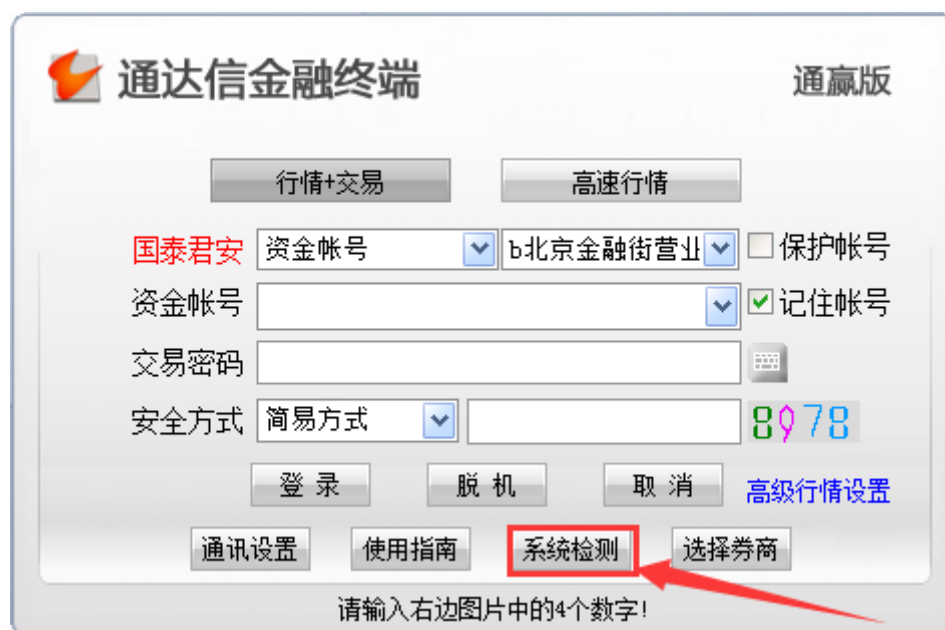 通达信金融终端 通赢版
行情+交易 高速行情
国泰君安 资金帐号 b北京金融街营业 保护帐号
资金帐号 记住帐号
交易密码
安全方式 简易方式 8978
登录 脱机 取消 高级行情设置
通讯设置 使用指南 系统检测 选择券商
请输入右边图片中的4个数字!